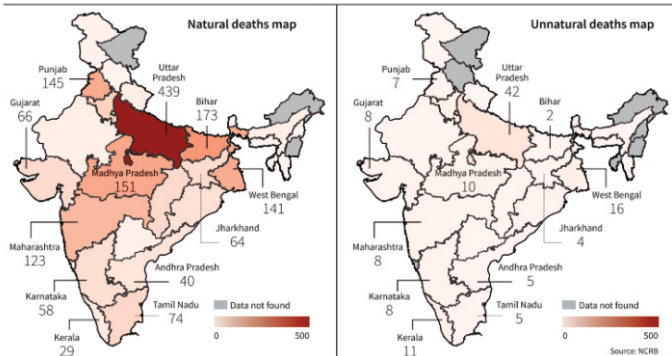 Natural deaths map
Punjab
145
Uttar
Pradesh
439
Gujarat
66
Bihar
173
Madhya Pradesh
151
West Bengal
141
Jharkhand
64
Maharashtra
123
Andhra Pradesh
40
Karnataka
58
Tamil Nadu
74
Kerala
29
Data not found
0 500
Unnatural deaths map
Punjab
7
Uttar
Pradesh
42
Gujarat
8
Bihar
2
Madhya Pradesh
10
West Bengal
16
Jharkhand
4
Maharashtra
8
Andhra Pradesh
5
Karnataka
8
Tamil Nadu
5
Kerala
11
Data not found
0 500
Source: NCRB